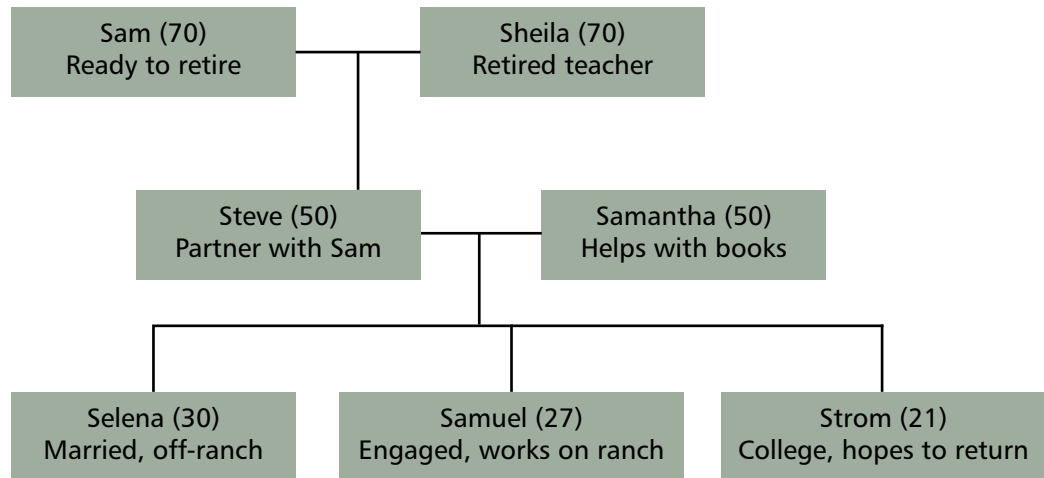 Sam (70)
Ready to retire
Sheila (70)
Retired teacher
Steve (50)
Partner with Sam
Samantha (50)
Helps with books
Selena (30)
Married, off-ranch
Samuel (27)
Engaged, works on ranch
Strom (21)
College, hopes to return